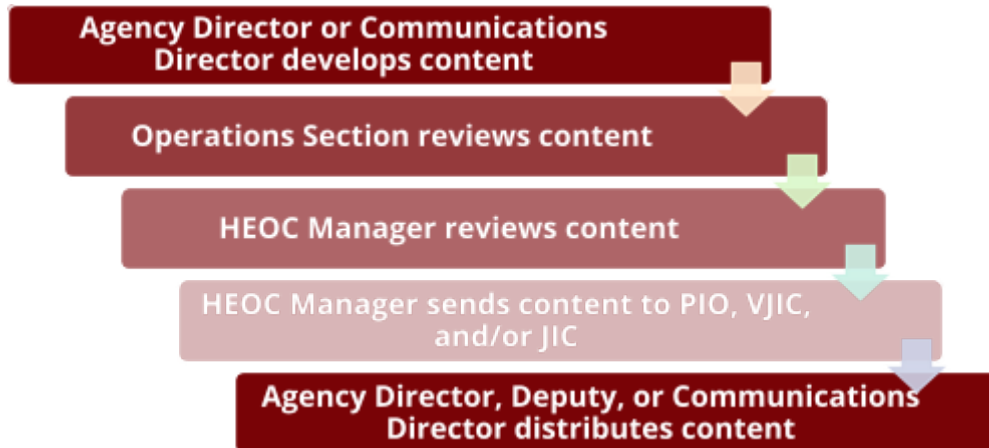 Agency Director or Communications
Director develops content
Operations Section reviews content
HEOC Manager reviews content
HEOC Manager sends content to PIO, VJIC,
and/or JIC
Agency Director, Deputy, or Communications
Director distributes content